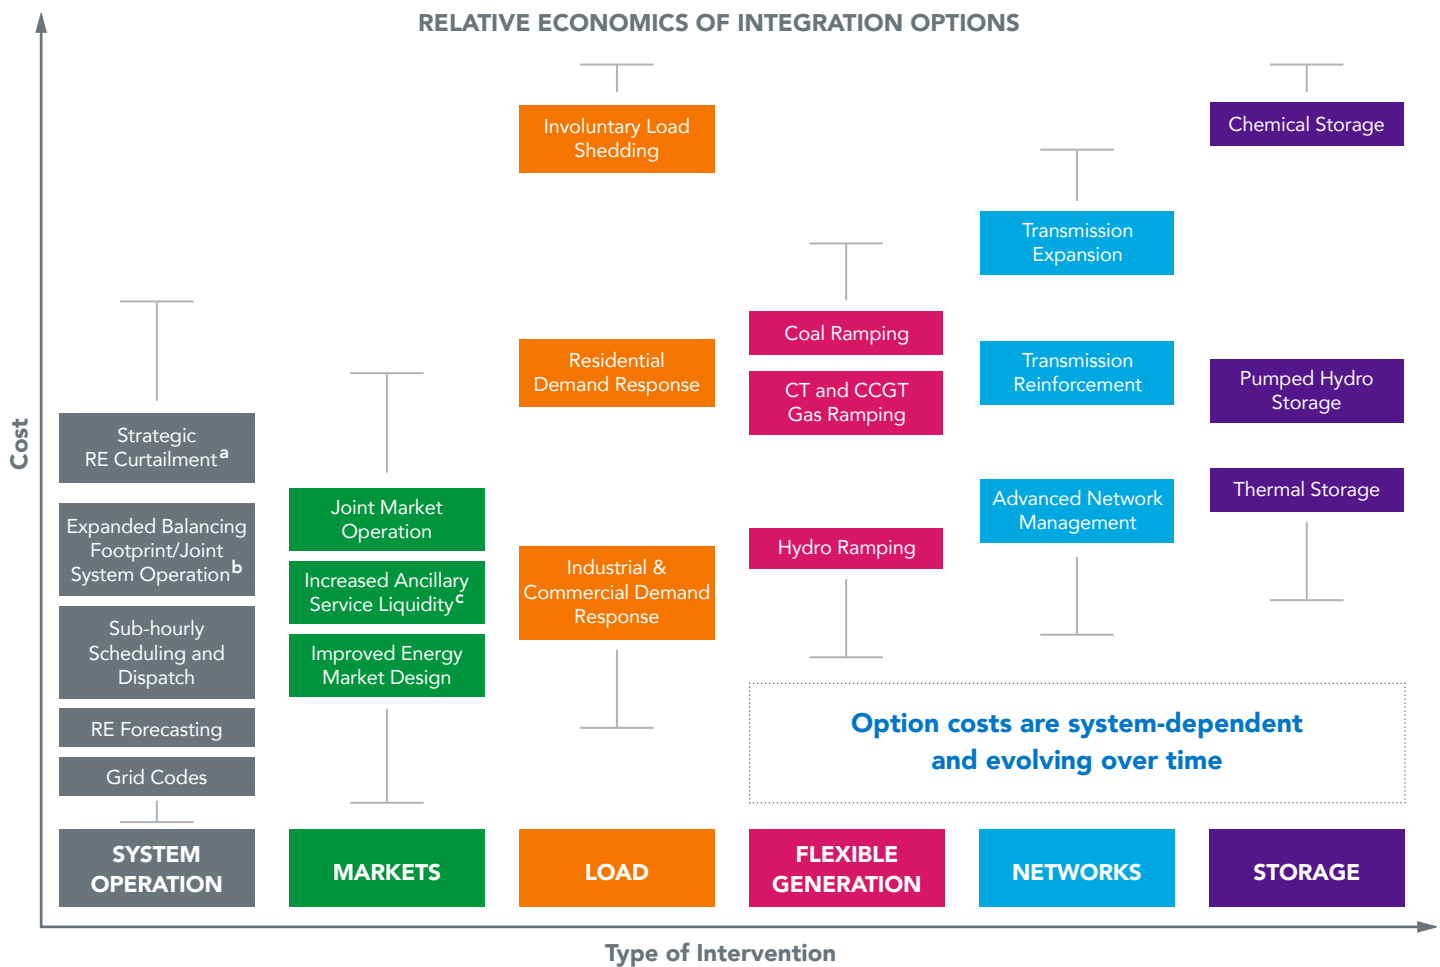 RELATIVE ECONOMICS OF INTEGRATION OPTIONS
Cost
Strategic
RE Curtailment a
Expanded Balancing
Footprint/Joint
System Operation b
Sub-hourly
Scheduling and
Dispatch
RE Forecasting
Grid Codes
SYSTEM
OPERATION
Joint Market
Operation
Increased Ancillary
Service Liquidity c
Improved Energy
Market Design
MARKETS
Involuntary Load
Shedding
Residential
Demand Response
Industrial &
Commercial Demand
Response
LOAD
Coal Ramping
CT and CCGT
Gas Ramping
Hydro Ramping
FLEXIBLE
GENERATION
Transmission
Expansion
Transmission
Reinforcement
Advanced Network
Management
NETWORKS
Chemical Storage
Pumped Hydro
Storage
Thermal Storage
STORAGE
Option costs are system-dependent
and evolving over time
Type of Intervention